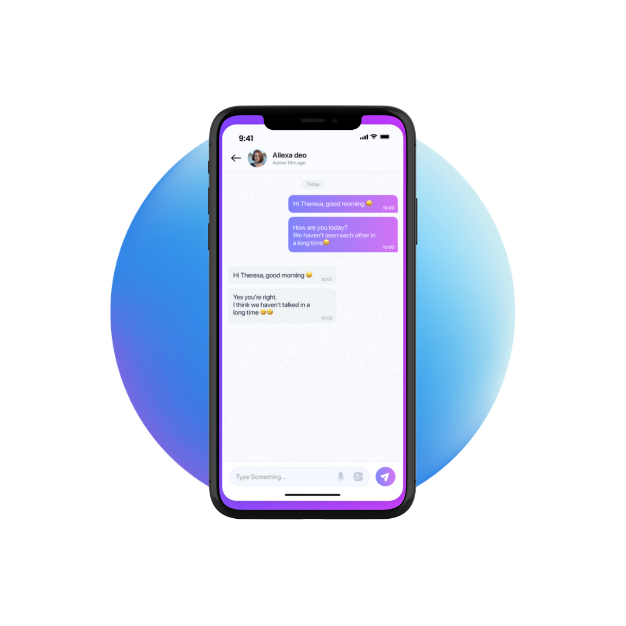 9:41
Allexa deo
Active 10m ago
Today
Hi Theresa, good morning 😄
10:00
How are you today?
We haven't seen each other in
a long time😄
10:00
Hi Theresa, good morning 😄
10:01
Yes you're right.
I think we haven't talked in a
long time 🤣🤣
10:02
Type Something...